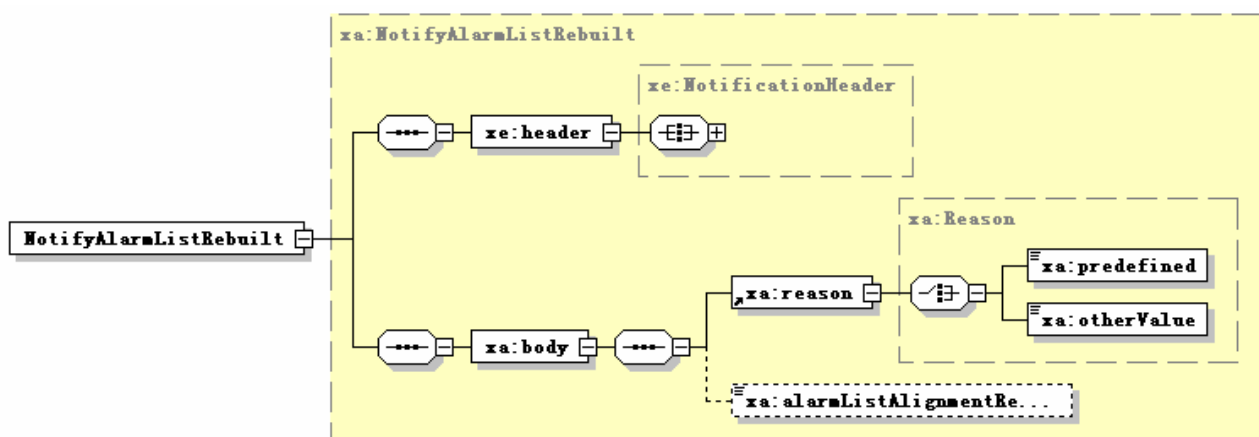 xa:NotifyAlarmListRebuilt
xe:NotificationHeader
xe:header
xa:Reason
NotifyAlarmListRebuilt
xa:predefined
xa:reason
xa:otherValue
xa:body
xa:alarmListAlignmentRe...